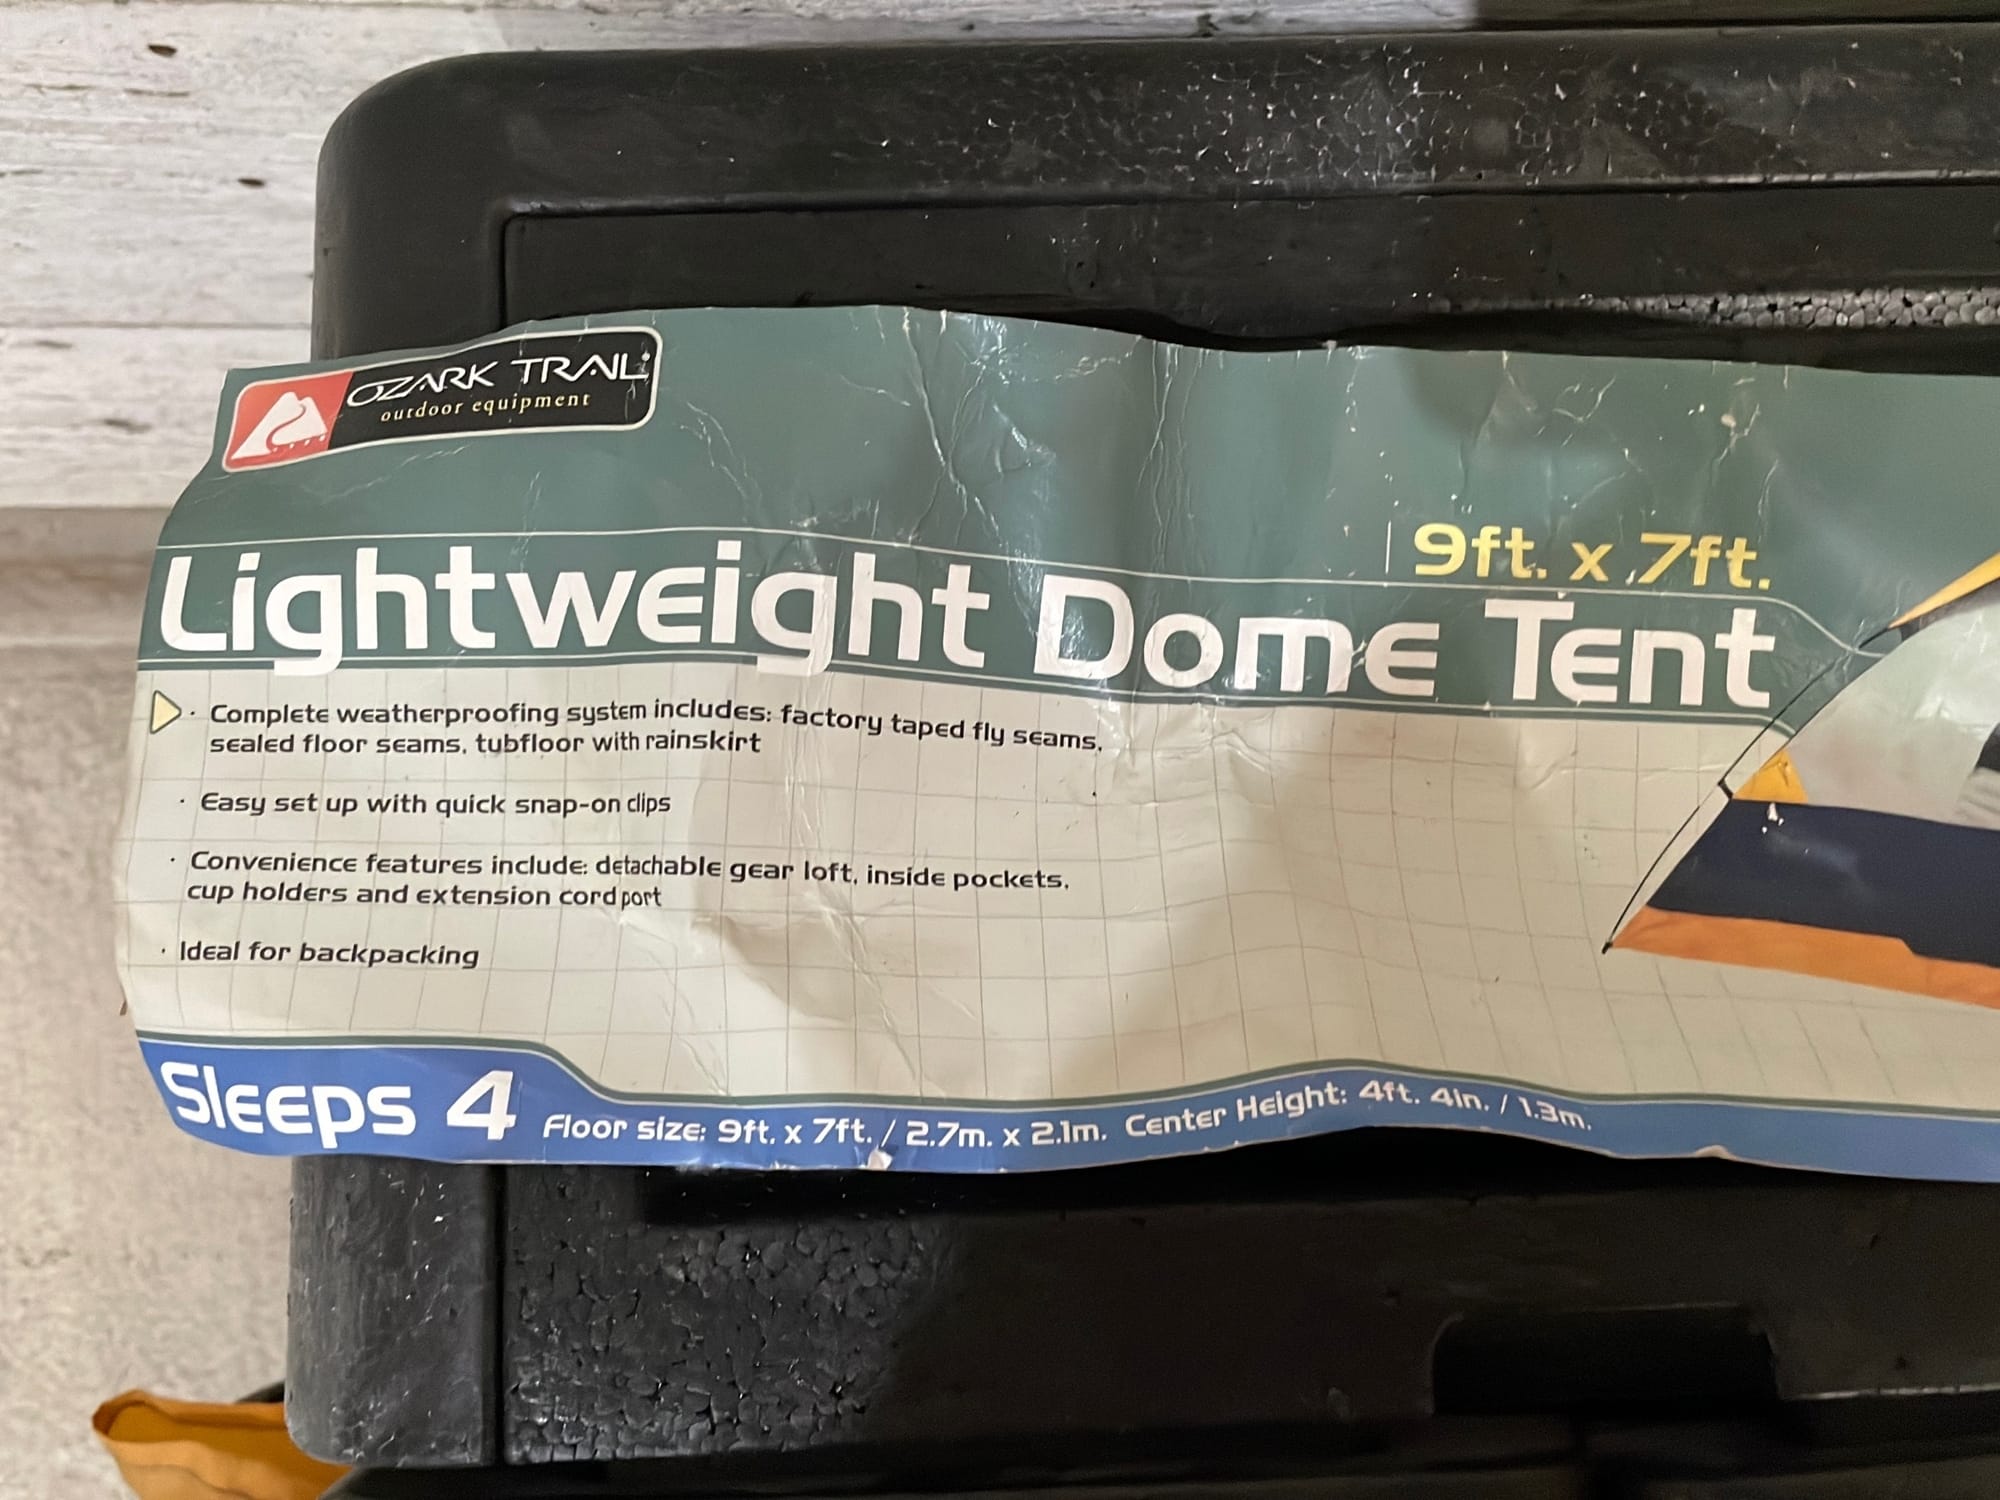 OZARK TRAIL
outdoor equipment
9ft. x 7ft.
Lightweight Dome Tent
· Complete weatherproofing system includes: factory taped fly seams,
sealed floor seams, tubfloor with rainskirt
· Easy set up with quick snap-on clips
· Convenience features include: detachable gear loft, inside pockets,
cup holders and extension cord port
· Ideal for backpacking
Sleeps 4 Floor size: 9ft. x 7ft. / 2.7m. x 2.1m. Center Height: 4ft. 4in. / 1.3m.